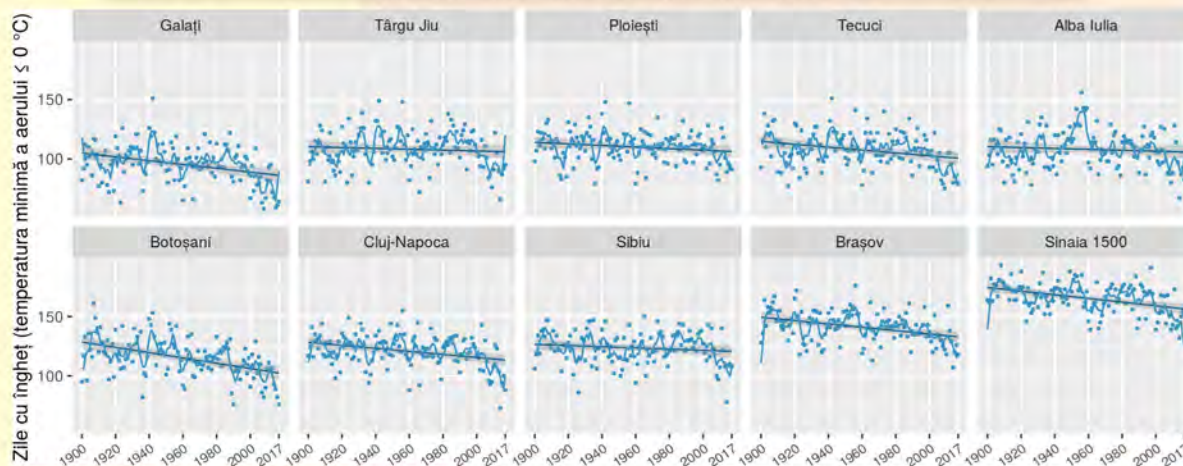 Zile cu îngheț (temperatura minimă a aerului ≤ 0 °C)
Galați
Târgu Jiu
Ploiești
Tecuci
Alba Iulia
150
100
Botoșani
Cluj-Napoca
Sibiu
Brașov
Sinaia 1500
150
100
1900 1920 1940 1960 1980 2000 2017
1900 1920 1940 1960 1980 2000 2017
1900 1920 1940 1960 1980 2000 2017
1900 1920 1940 1960 1980 2000 2017
1900 1920 1940 1960 1980 2000 2017